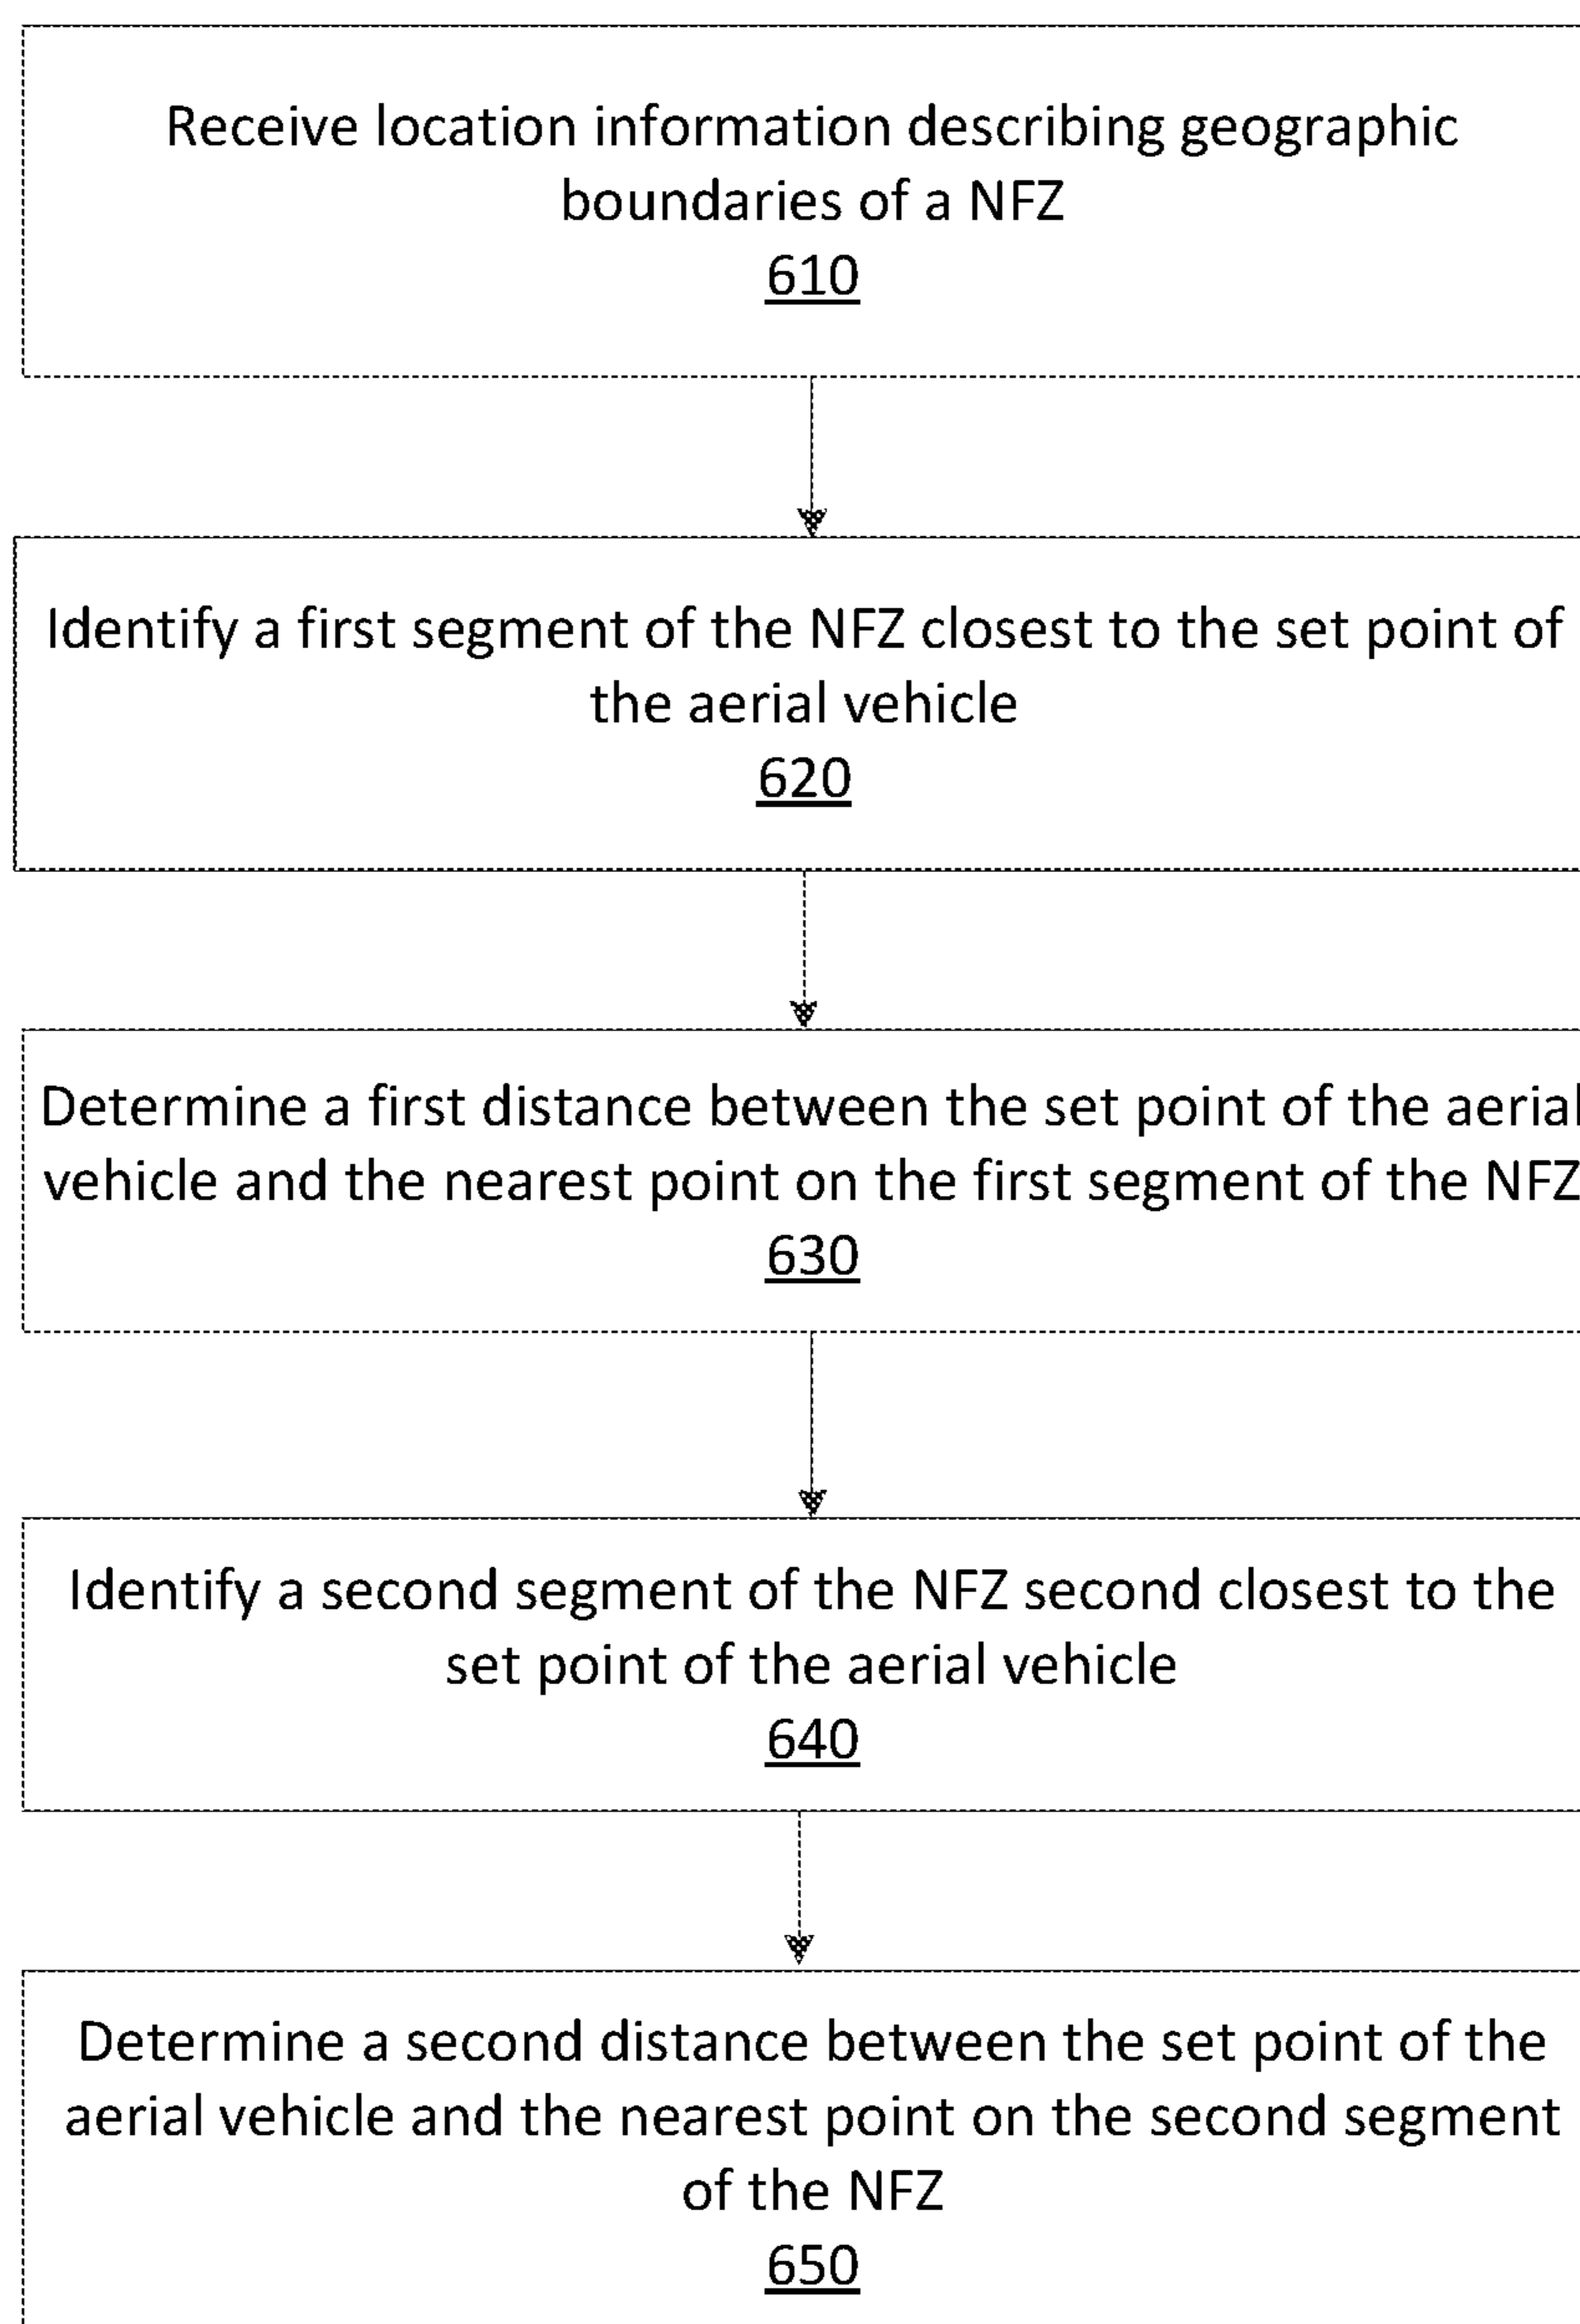 Receive location information describing geographic
boundaries of a NFZ
610
Identify a first segment of the NFZ closest to the set point of
the aerial vehicle
620
Determine a first distance between the set point of the aerial
vehicle and the nearest point on the first segment of the NFZ
630
Identify a second segment of the NFZ second closest to the
set point of the aerial vehicle
640
Determine a second distance between the set point of the
aerial vehicle and the nearest point on the second segment
of the NFZ
650